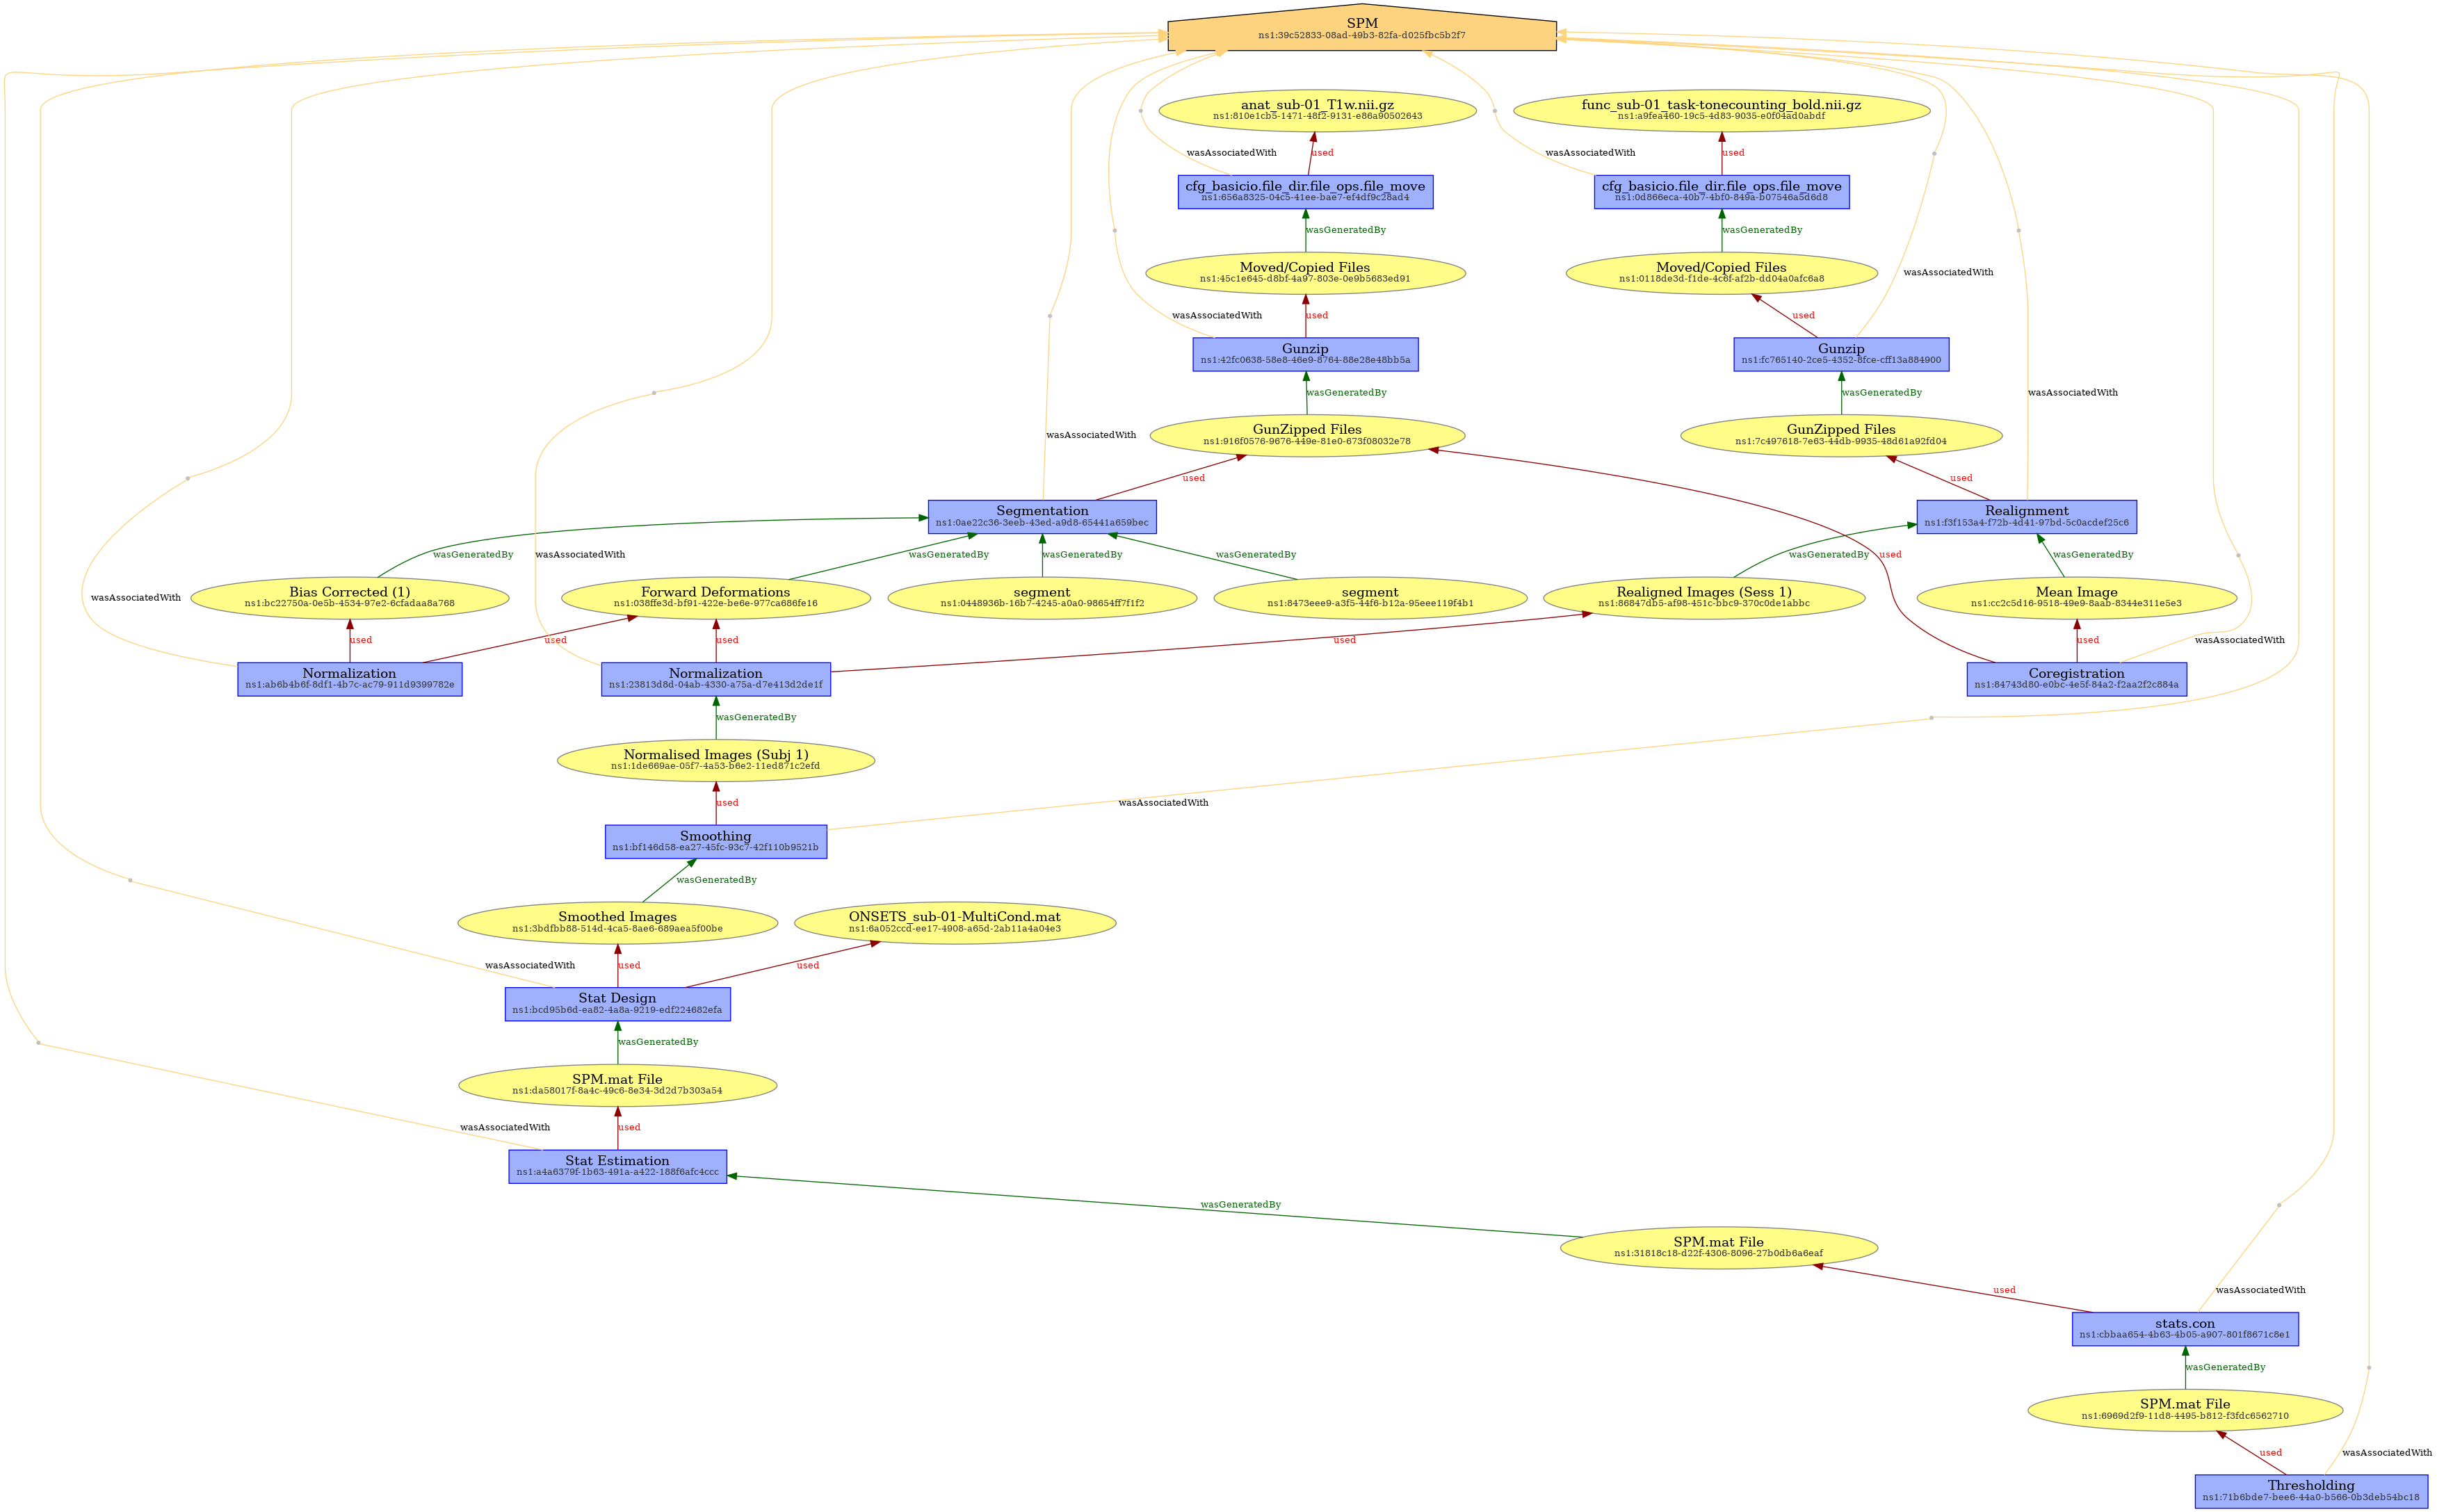 SPM
ns1:39c52833-08ad-49b3-82fa-d025fbc5b2f7
anat_sub-01_T1w.nii.gz
ns1:810e1cb5-1471-48f2-9131-e86a90502643
func_sub-01_task-tonecounting_bold.nii.gz
ns1:a9fea460-19c5-4d83-9035-e0f04ad0abdf
wasAssociatedWith
used
wasAssociatedWith
used
cfg_basicio.file_dir.file_ops.file_move
ns1:656a8325-04c5-41ee-bae7-ef4df9c28ad4
cfg_basicio.file_dir.file_ops.file_move
ns1:0d866eca-40b7-4bf0-849a-b07546a5d6d8
wasGeneratedBy
wasGeneratedBy
Moved/Copied Files
ns1:45c1e645-d8bf-4a97-803e-0e9b5683ed91
Moved/Copied Files
ns1:0118de3d-f1de-4c6f-af2b-dd04a0afc6a8
wasAssociatedWith
wasAssociatedWith
used
used
Gunzip
ns1:42fc0638-58e8-46e9-8764-88e28e48bb5a
Gunzip
ns1:fc765140-2ce5-4352-8fce-cff13a884900
wasGeneratedBy
wasGeneratedBy
wasAssociatedWith
GunZipped Files
ns1:916f0576-9676-449e-81e0-673f08032e78
GunZipped Files
ns1:7c497618-7e63-44db-9935-48d61a92fd04
wasAssociatedWith
used
used
Segmentation
ns1:0ae22c36-3eeb-43ed-a9d8-65441a659bec
Realignment
ns1:f3f153a4-f72b-4d41-97bd-5c0acdef25c6
wasGeneratedBy
wasAssociatedWith
wasGeneratedBy
wasGeneratedBy
wasGeneratedBy
wasGeneratedBy
used
wasGeneratedBy
wasAssociatedWith
Bias Corrected (1)
ns1:bc22750a-0e5b-4534-97e2-6cfadaa8a768
Forward Deformations
ns1:038ffe3d-bf91-422e-be6e-977ca686fe16
segment
ns1:0448936b-16b7-4245-a0a0-98654ff7f1f2
segment
ns1:8473eee9-a3f5-44f6-b12a-95eee119f4b1
Realigned Images (Sess 1)
ns1:86847db5-af98-451c-bbc9-370c0de1abbc
Mean Image
ns1:cc2c5d16-9518-49e9-8aab-8344e311e5e3
used
used
used
used
used
wasAssociatedWith
Normalization
ns1:ab6b4b6f-8df1-4b7c-ac79-911d9399782e
Normalization
ns1:23813d8d-04ab-4330-a75a-d7e413d2de1f
Coregistration
ns1:84743d80-e0bc-4e5f-84a2-f2aa2f2c884a
wasGeneratedBy
Normalised Images (Subj 1)
ns1:1de669ae-05f7-4a53-b6e2-11ed871c2efd
used
wasAssociatedWith
Smoothing
ns1:bf146d58-ea27-45fc-93c7-42f110b9521b
wasGeneratedBy
Smoothed Images
ns1:3bdfbb88-514d-4ca5-8ae6-689aea5f00be
ONSETS_sub-01-MultiCond.mat
ns1:6a052ccd-ee17-4908-a65d-2ab11a4a04e3
wasAssociatedWith
used
used
Stat Design
ns1:bcd95b6d-ea82-4a8a-9219-edf224682efa
wasGeneratedBy
SPM.mat File
ns1:da58017f-8a4c-49c6-8e34-3d2d7b303a54
wasAssociatedWith
used
Stat Estimation
ns1:a4a6379f-1b63-491a-a422-188f6afc4ccc
wasGeneratedBy
SPM.mat File
ns1:31818c18-d22f-4306-8096-27b0db6a6eaf
used
wasAssociatedWith
stats.con
ns1:cbbaa654-4b63-4b05-a907-801f8671c8e1
wasGeneratedBy
SPM.mat File
ns1:6969d2f9-11d8-4495-b812-f3fdc6562710
used
wasAssociatedWith
Thresholding
ns1:71b6bde7-bee6-44a0-b566-0b3deb54bc18